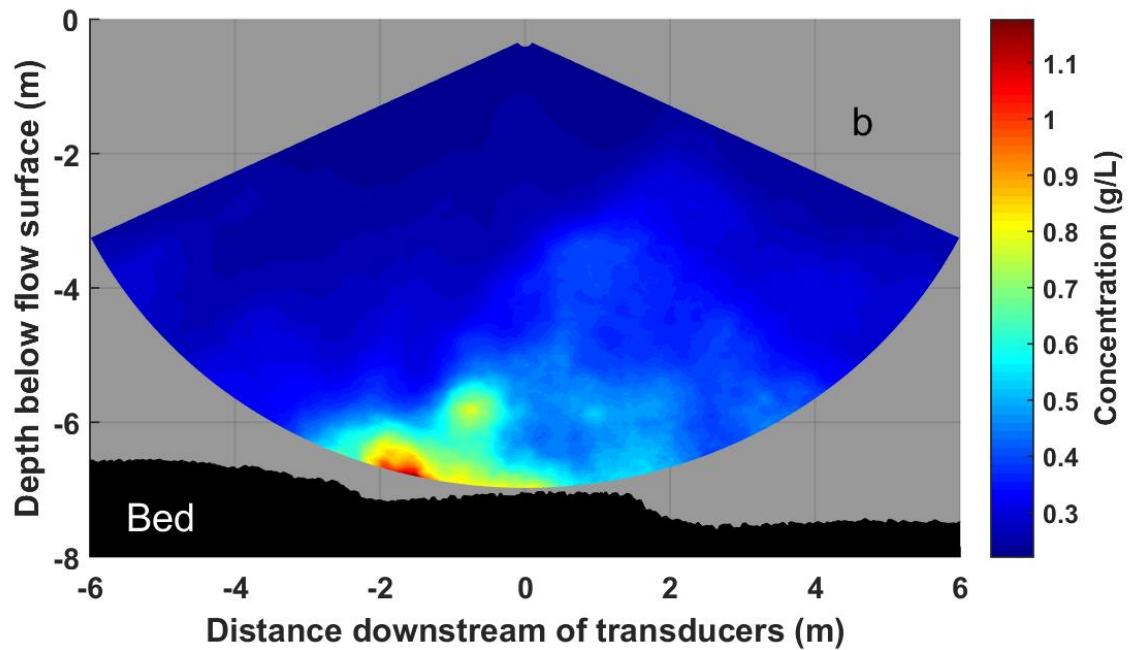 0
-2
-4
-6
-8
Depth below flow surface (m)
b
Bed
-6 -4 -2 0 2 4 6
Distance downstream of transducers (m)
1.1
1
0.9
0.8
0.7
0.6
0.5
0.4
0.3
Concentration (g/L)